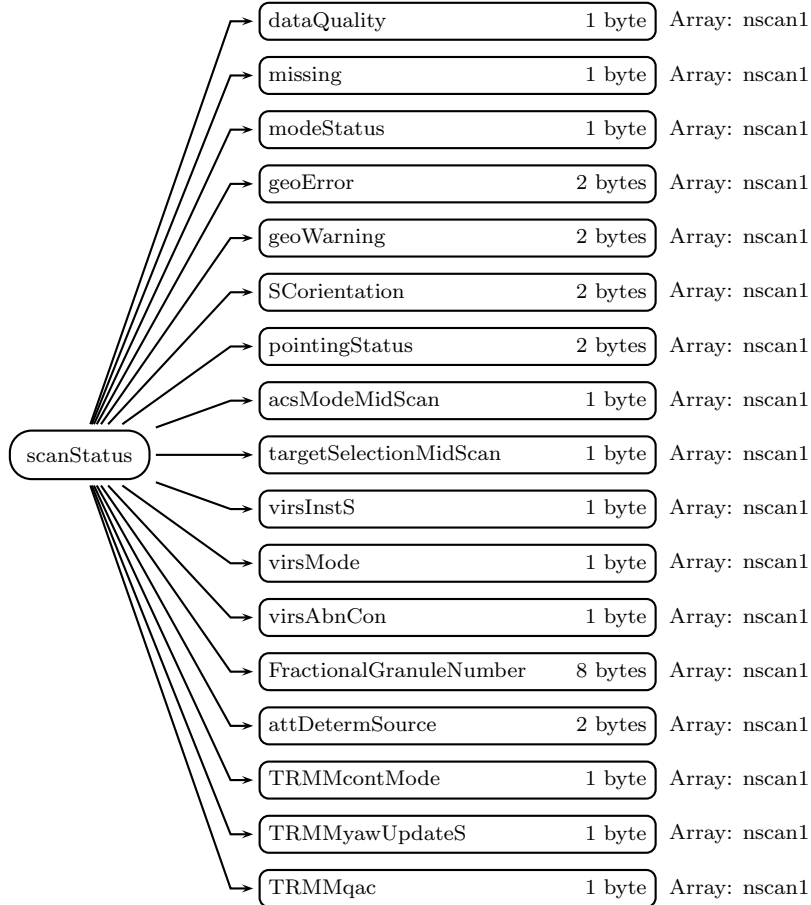 dataQuality 1 byte Array: nscan1
missing 1 byte Array: nscan1
modeStatus 1 byte Array: nscan1
geoError 2 bytes Array: nscan1
geoWarning 2 bytes Array: nscan1
SCorientation 2 bytes Array: nscan1
pointingStatus 2 bytes Array: nscan1
acsModeMidScan 1 byte Array: nscan1
scanStatus targetSelectionMidScan 1 byte Array: nscan1
virsInstS 1 byte Array: nscan1
virsMode 1 byte Array: nscan1
virsAbnCon 1 byte Array: nscan1
FractionalGranuleNumber 8 bytes Array: nscan1
attDetermSource 2 bytes Array: nscan1
TRMMcontMode 1 byte Array: nscan1
TRMMyawUpdateS 1 byte Array: nscan1
TRMMqac 1 byte Array: nscan1